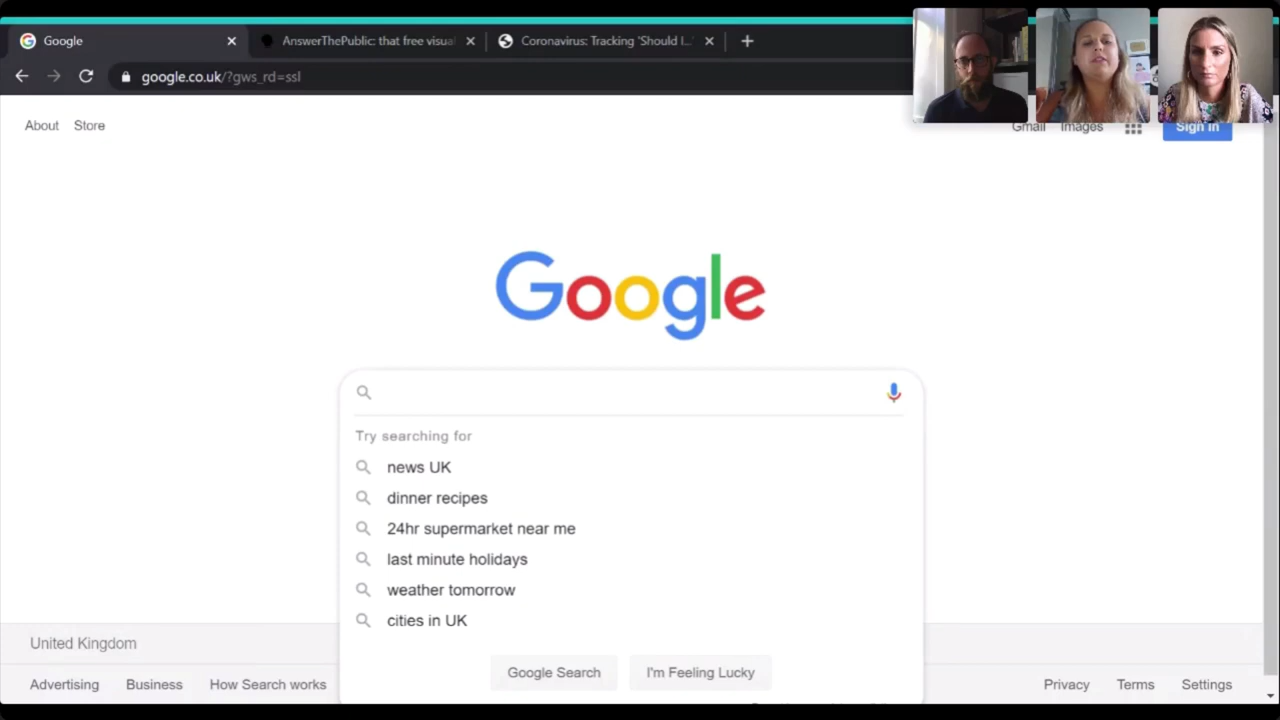 Google
AnswerThePublic: that free visua
Coronavirus: Tracking 'Should I...
google.co.uk/?gws_rd=ssl
About
Store
Gmail
Images
Sign in
Google
Try searching for
news UK
dinner recipes
24hr supermarket near me
last minute holidays
weather tomorrow
cities in UK
Google Search
I'm Feeling Lucky
United Kingdom
Advertising
Business
How Search works
Privacy
Terms
Settings